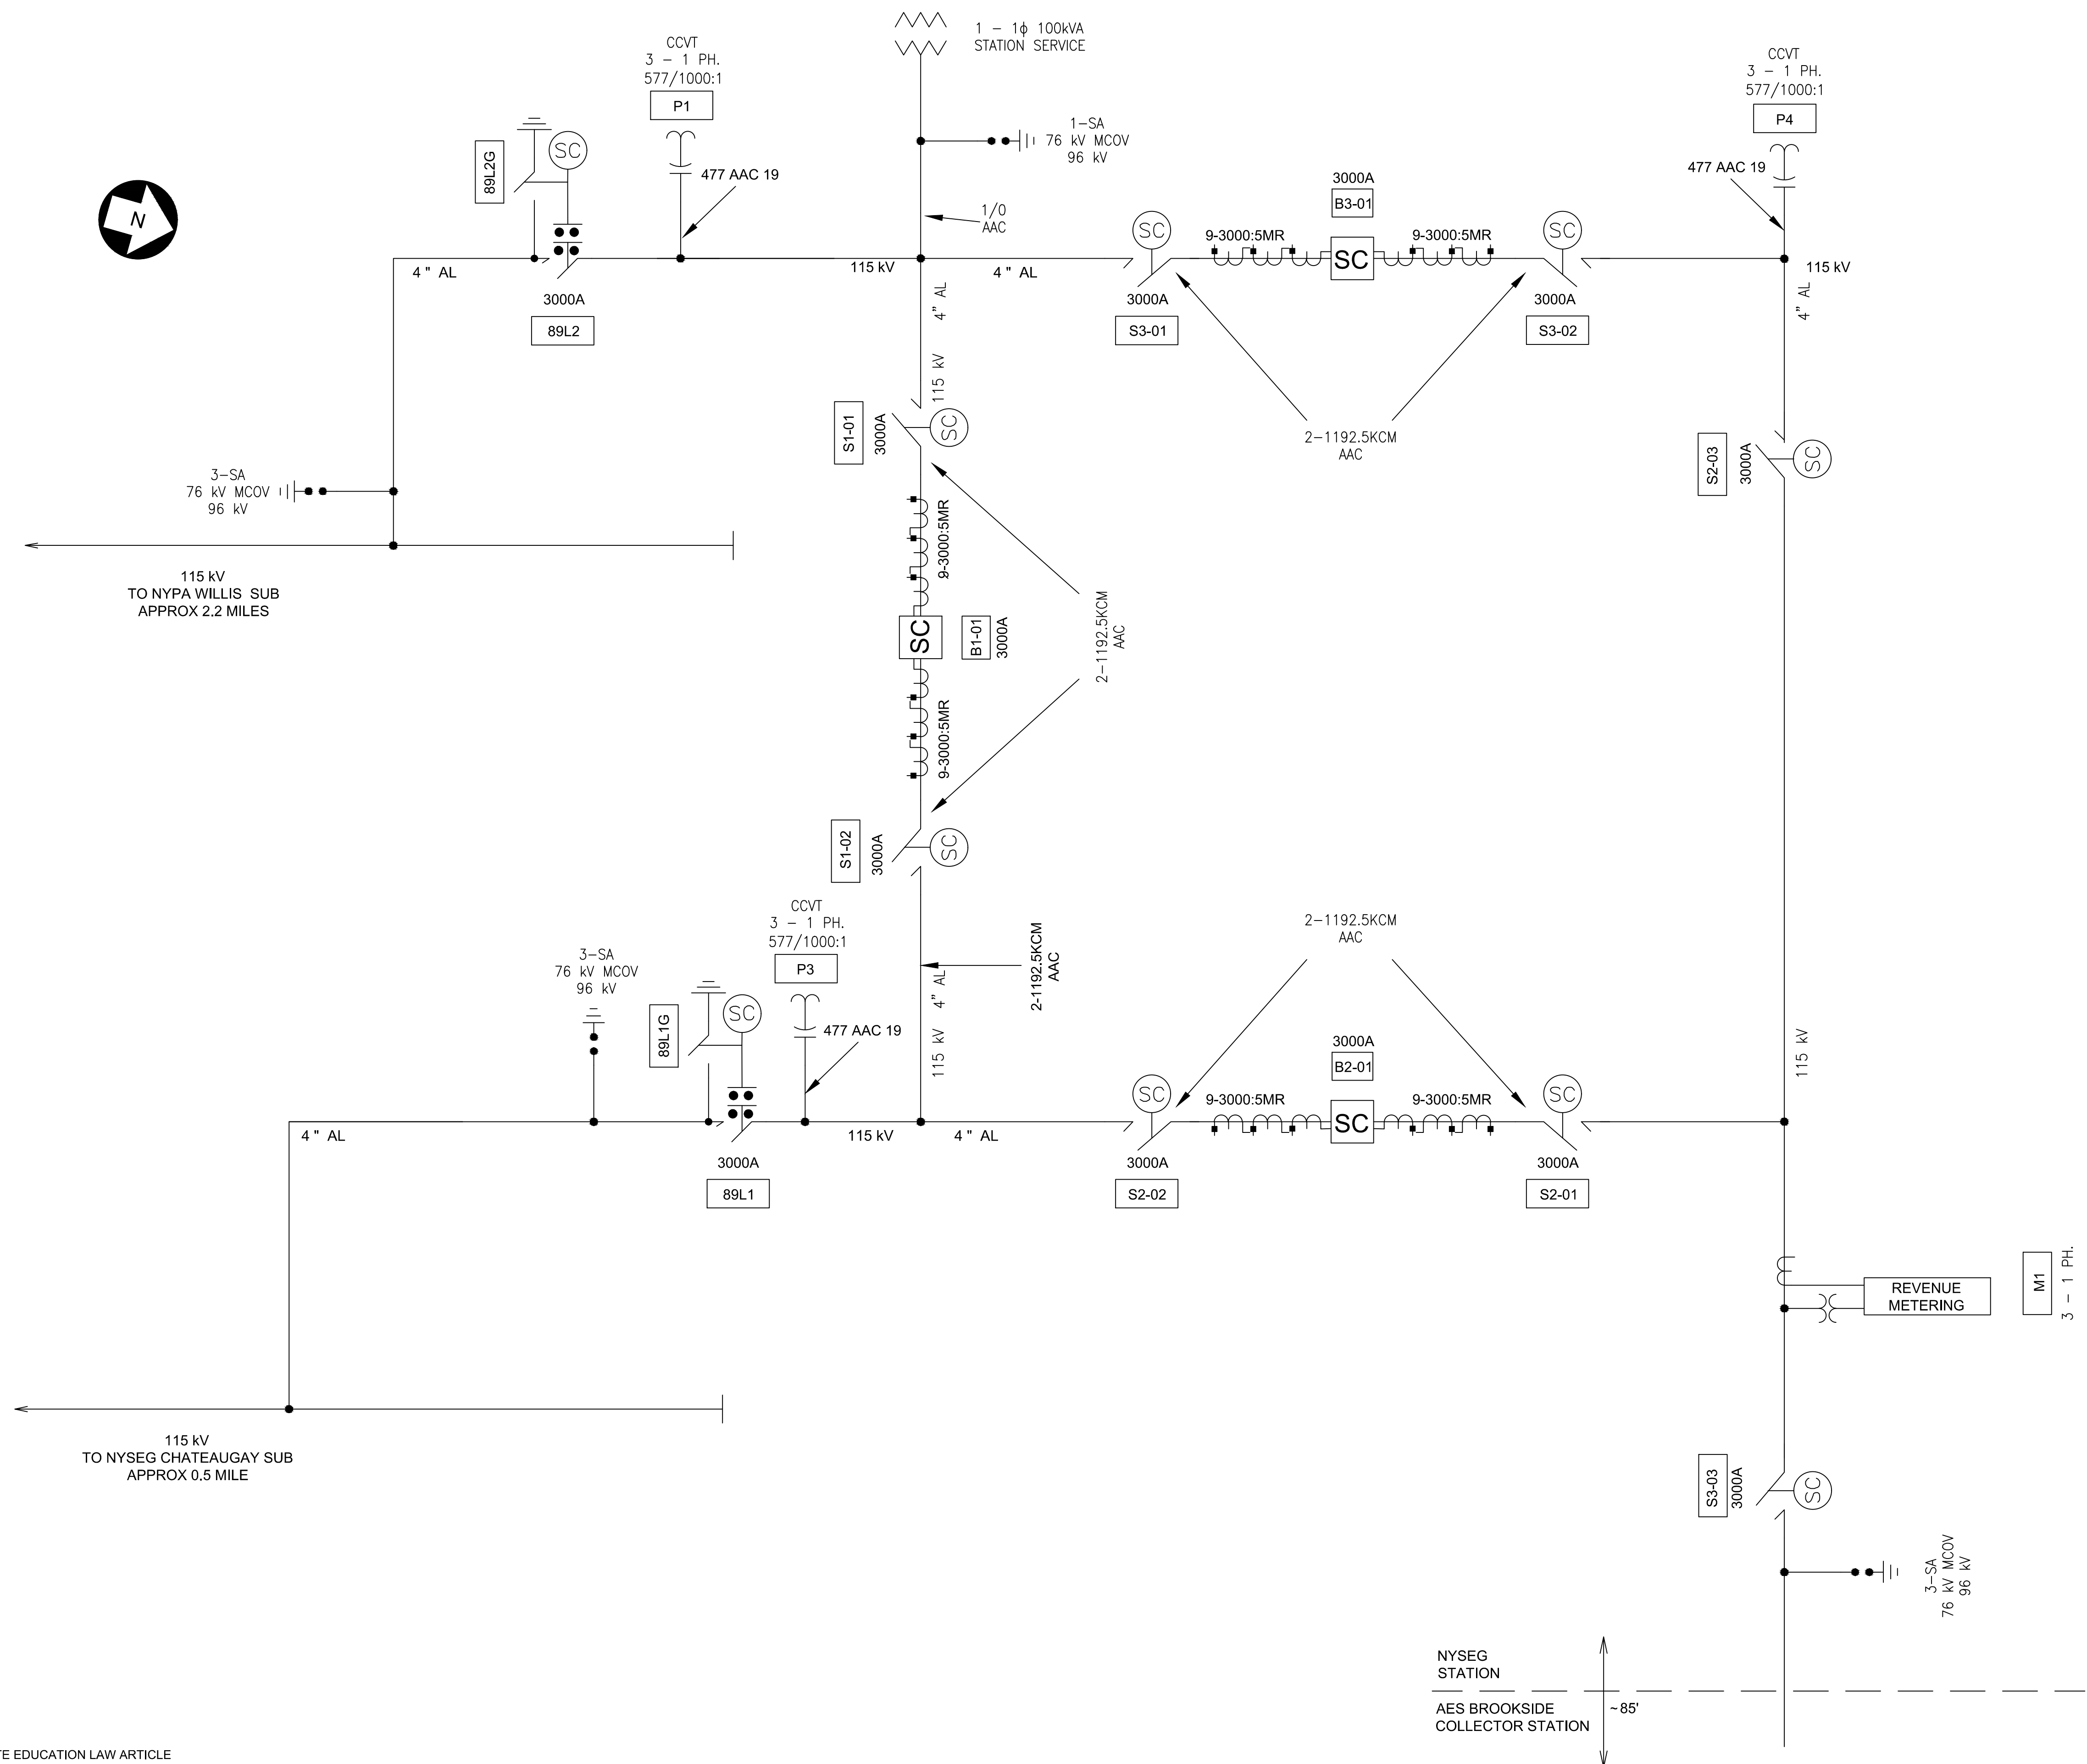 1 – 1ϕ 100kVA
STATION SERVICE
CCVT
3 – 1 PH.
577/1000:1
P1
CCVT
3 – 1 PH.
577/1000:1
P4
1-SA
76 kV MCOV
96 kV
89L2G
SC
477 AAC 19
477 AAC 19
N
1/0
AAC
3000A
B3-01
SC
9-3000:5MR
SC
9-3000:5MR
SC
4 " AL
115 kV
4 " AL
115 kV
3000A
89L2
4" AL
3000A
S3-01
3000A
S3-02
4" AL
115 kV
S1-01
3000A
SC
2-1192.5KCM
AAC
S2-03
3000A
SC
3-SA
76 kV MCOV
96 kV
9-3000:5MR
115 kV
TO NYPA WILLIS SUB
APPROX 2.2 MILES
SC
B1-01
3000A
2-1192.5KCM
AAC
9-3000:5MR
S1-02
3000A
SC
CCVT
3 – 1 PH.
577/1000:1
P3
2-1192.5KCM
AAC
3-SA
76 kV MCOV
96 kV
4" AL
2-1192.5KCM
AAC
89L1G
SC
477 AAC 19
115 kV
3000A
B2-01
115 kV
SC
9-3000:5MR
SC
9-3000:5MR
SC
4 " AL
115 kV
4 " AL
3000A
89L1
3000A
S2-02
3000A
S2-01
REVENUE
METERING
M1
3 – 1 PH.
115 kV
TO NYSEG CHATEAUGAY SUB
APPROX 0.5 MILE
S3-03
3000A
SC
3-SA
76 kV MCOV
96 kV
NYSEG
STATION
AES BROOKSIDE
COLLECTOR STATION
~85'
TE EDUCATION LAW ARTICLE